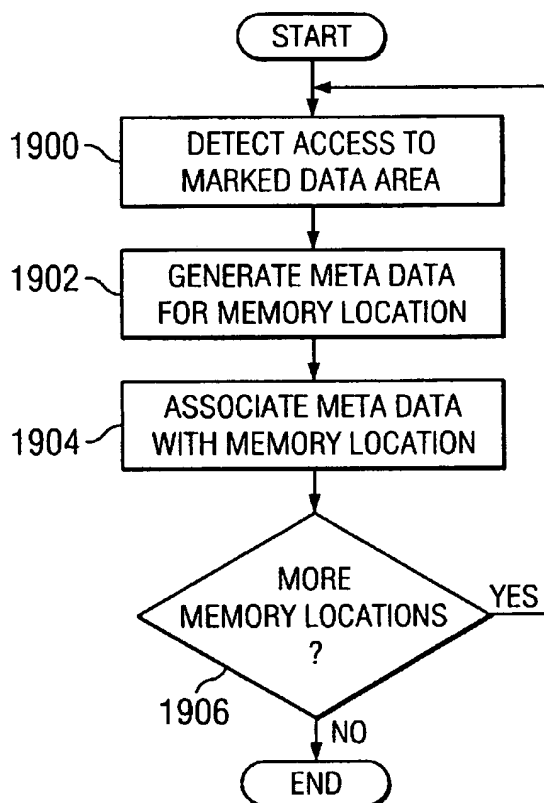 START
1900
DETECT ACCESS TO
MARKED DATA AREA
1902
GENERATE META DATA
FOR MEMORY LOCATION
1904
ASSOCIATE META DATA
WITH MEMORY LOCATION
MORE
MEMORY LOCATIONS
?
YES
1906
NO
END